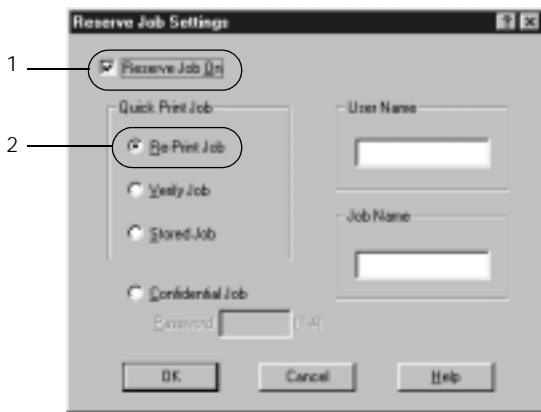 Reserve Job Settings
1
Reserve Job On
Quick Print Job
User Name
2
Re-Print Job
Verify Job
Job Name
Stored Job
Confidential Job
Password
(1-4)
OK
Cancel
Help